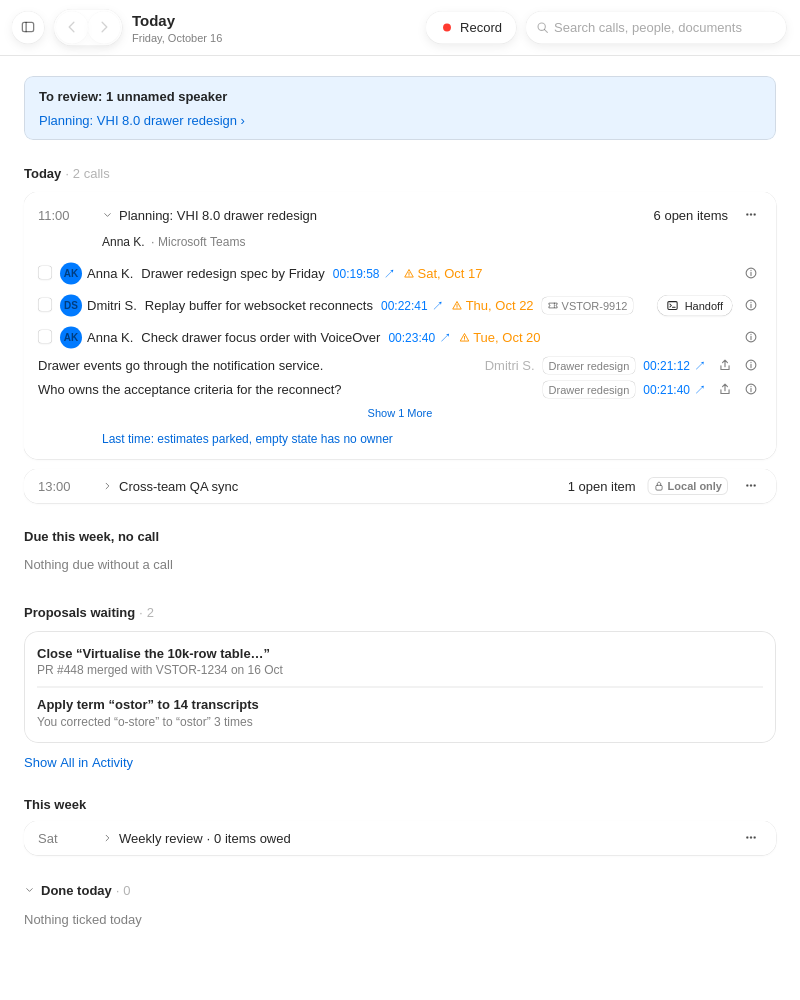 Today
Friday, October 16
Record
Search calls, people, documents
To review: 1 unnamed speaker
Planning: VHI 8.0 drawer redesign ›
Today · 2 calls
11:00 Planning: VHI 8.0 drawer redesign 6 open items
Anna K. · Microsoft Teams
AK Anna K. Drawer redesign spec by Friday 00:19:58 ↗ Sat, Oct 17
DS Dmitri S. Replay buffer for websocket reconnects 00:22:41 ↗ Thu, Oct 22 VSTOR-9912 Handoff
AK Anna K. Check drawer focus order with VoiceOver 00:23:40 ↗ Tue, Oct 20
Drawer events go through the notification service. Dmitri S. Drawer redesign 00:21:12 ↗
Who owns the acceptance criteria for the reconnect? Drawer redesign 00:21:40 ↗
Show 1 More
Last time: estimates parked, empty state has no owner
13:00 Cross-team QA sync 1 open item Local only
Due this week, no call
Nothing due without a call
Proposals waiting · 2
Close “Virtualise the 10k-row table…”
PR #448 merged with VSTOR-1234 on 16 Oct
Apply term “ostor” to 14 transcripts
You corrected “o-store” to “ostor” 3 times
Show All in Activity
This week
Sat Weekly review · 0 items owed
Done today · 0
Nothing ticked today